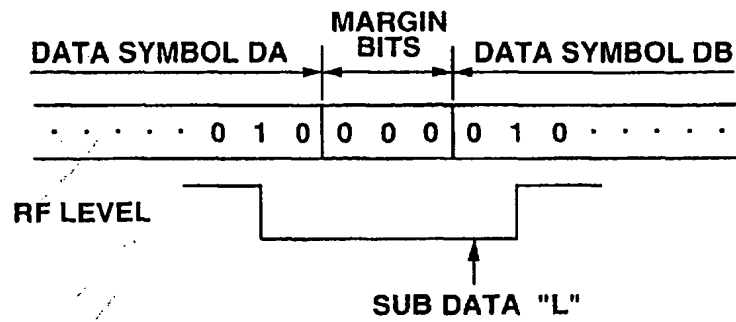 MARGIN
BITS
DATA SYMBOL DA
DATA SYMBOL DB
· · · · · 0 1 0 0 0 0 0 1 0 · · · · ·
RF LEVEL
SUB DATA "L"